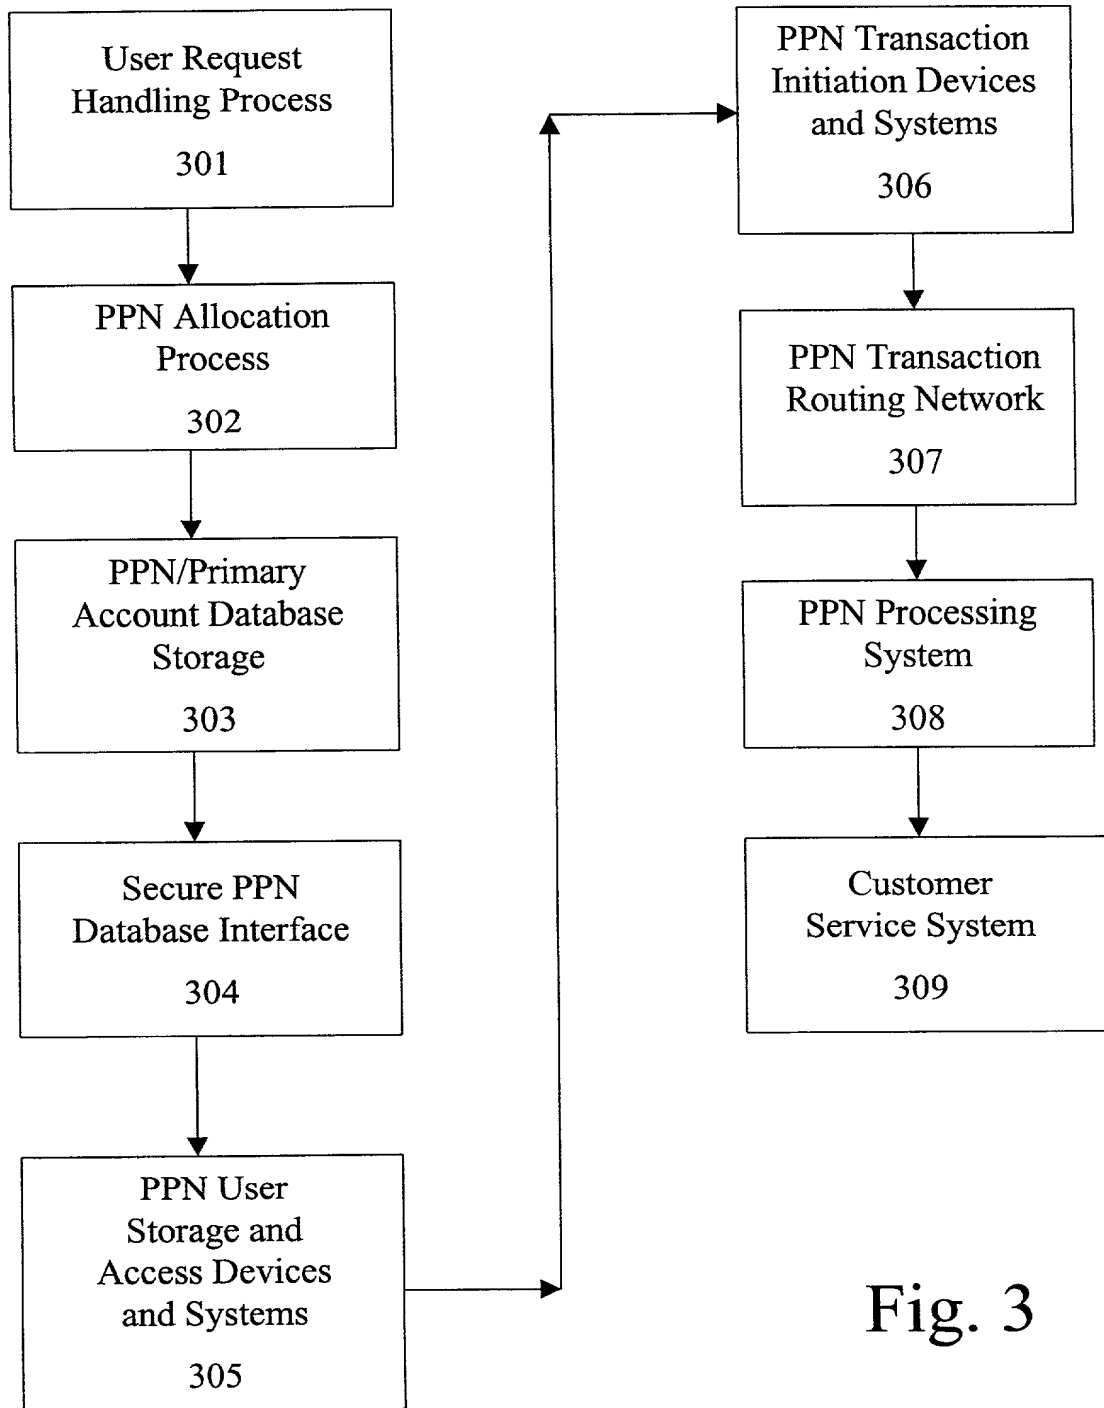 User Request
Handling Process
301
PPN Allocation
Process
302
PPN/Primary
Account Database
Storage
303
Secure PPN
Database Interface
304
PPN User
Storage and
Access Devices
and Systems
305
PPN Transaction
Initiation Devices
and Systems
306
PPN Transaction
Routing Network
307
PPN Processing
System
308
Customer
Service System
309
Fig. 3